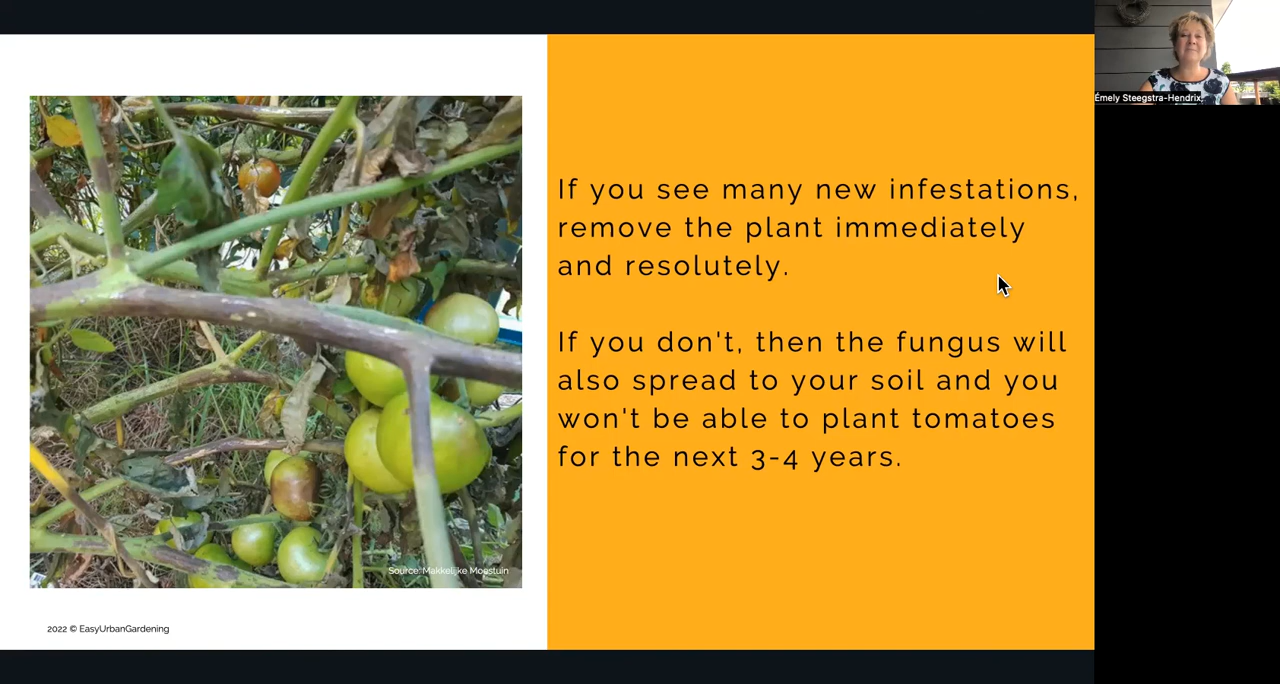 If you see many new infestations,
remove the plant immediately
and resolutely.
If you don't, then the fungus will
also spread to your soil and you
won't be able to plant tomatoes
for the next 3-4 years.
Source: Makkelijke Moestuin
2022 © EasyUrbanGardening
Émely Steegstra-Hendrix